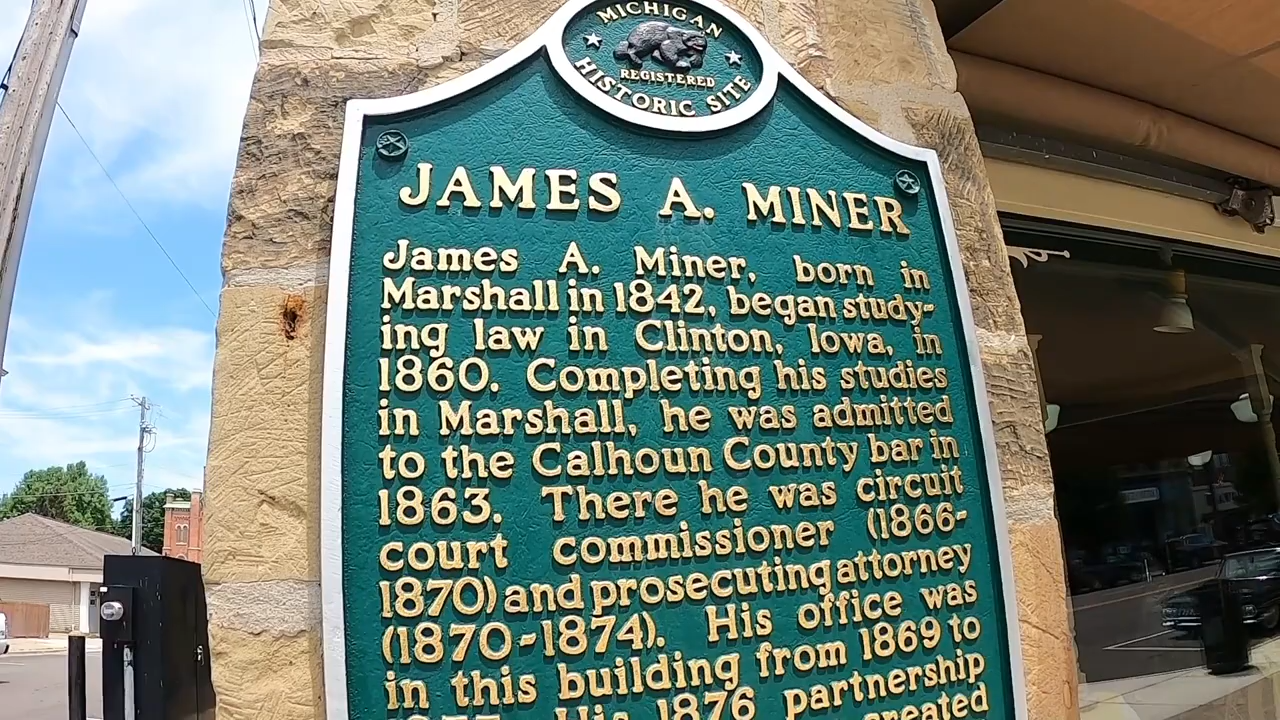 MICHIGAN
REGISTERED
HISTORIC SITE
JAMES A. MINER
James A. Miner, born in
Marshall in 1842, began study-
ing law in Clinton, Iowa, in
1860. Completing his studies
in Marshall, he was admitted
to the Calhoun County bar in
1863. There he was circuit
court commissioner (1866-
1870) and prosecuting attorney
(1870-1874). His office was
in this building from 1869 to
His 1876 partnership
created